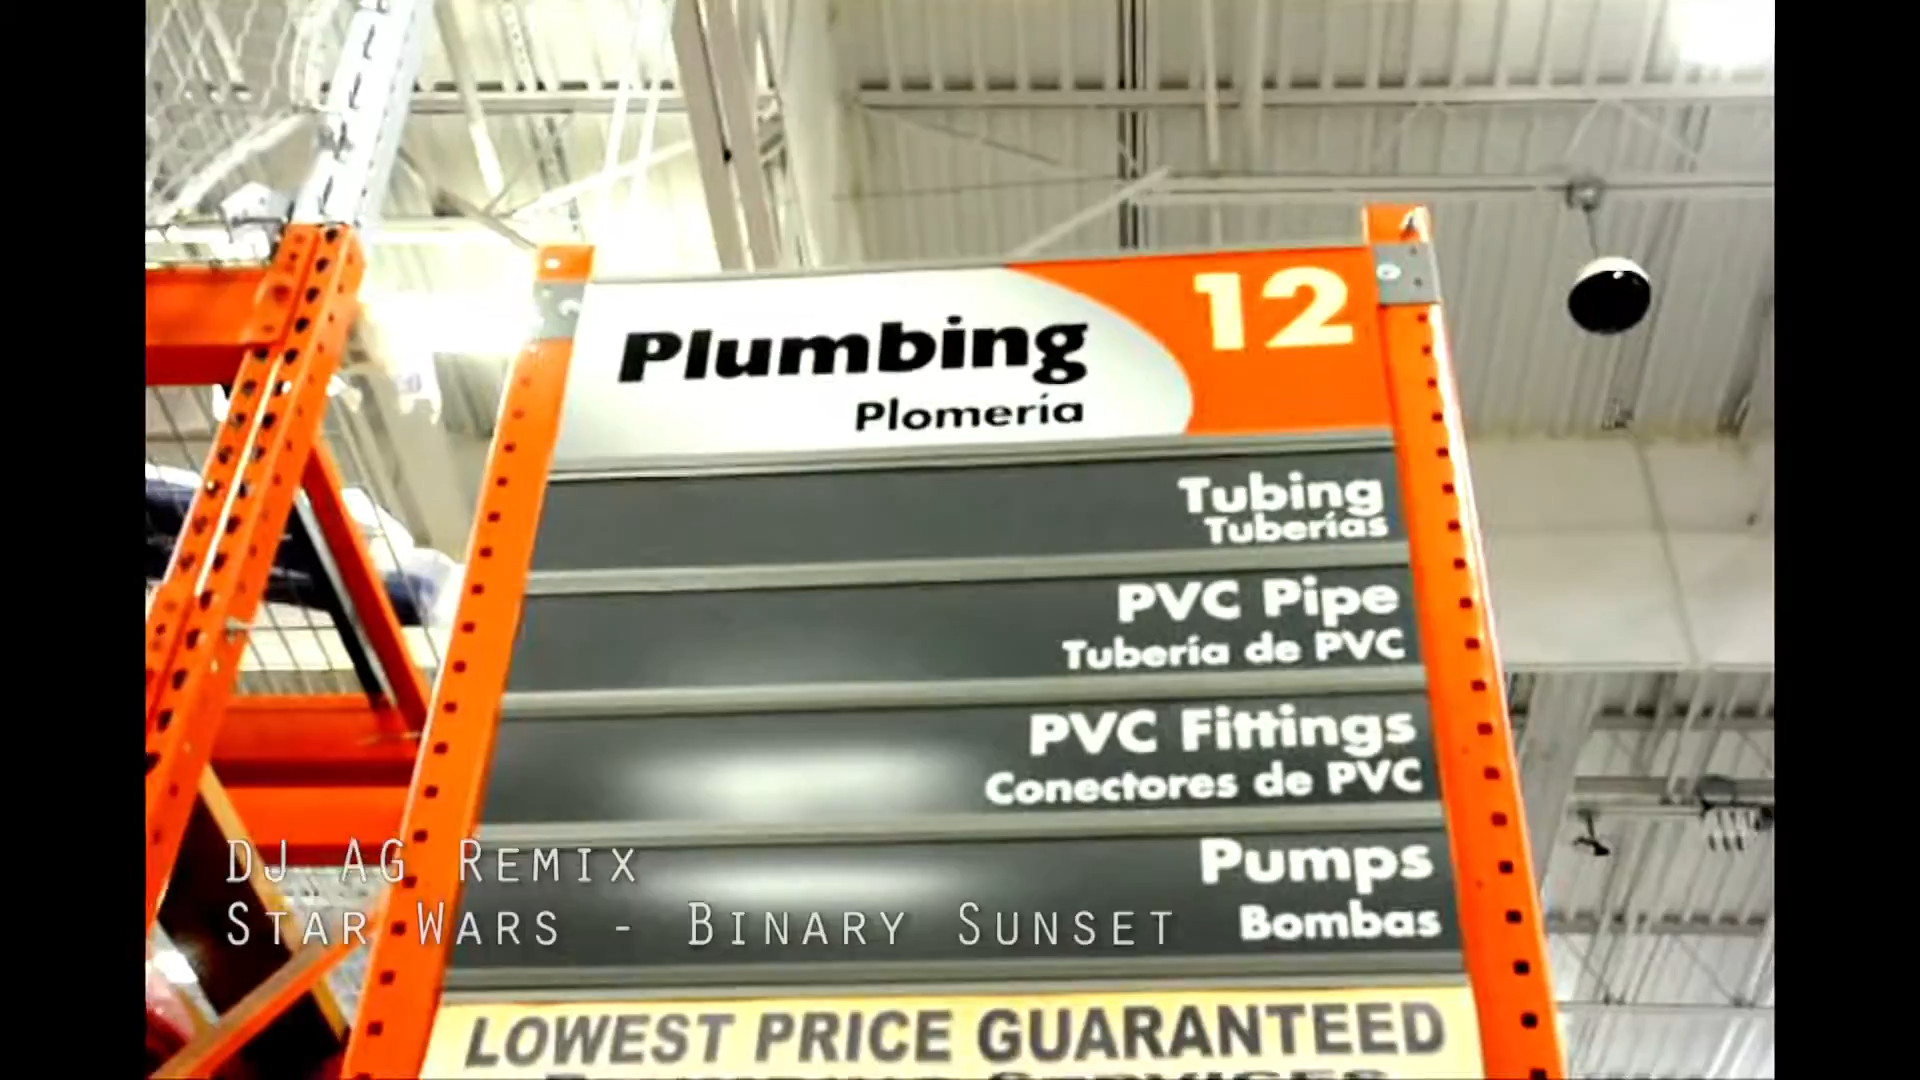 Plumbing 12
Plomería
Tubing
Tuberías
PVC Pipe
Tubería de PVC
PVC Fittings
Conectores de PVC
Pumps
Bombas
DJ AG Remix
Star Wars - Binary Sunset
LOWEST PRICE GUARANTEED